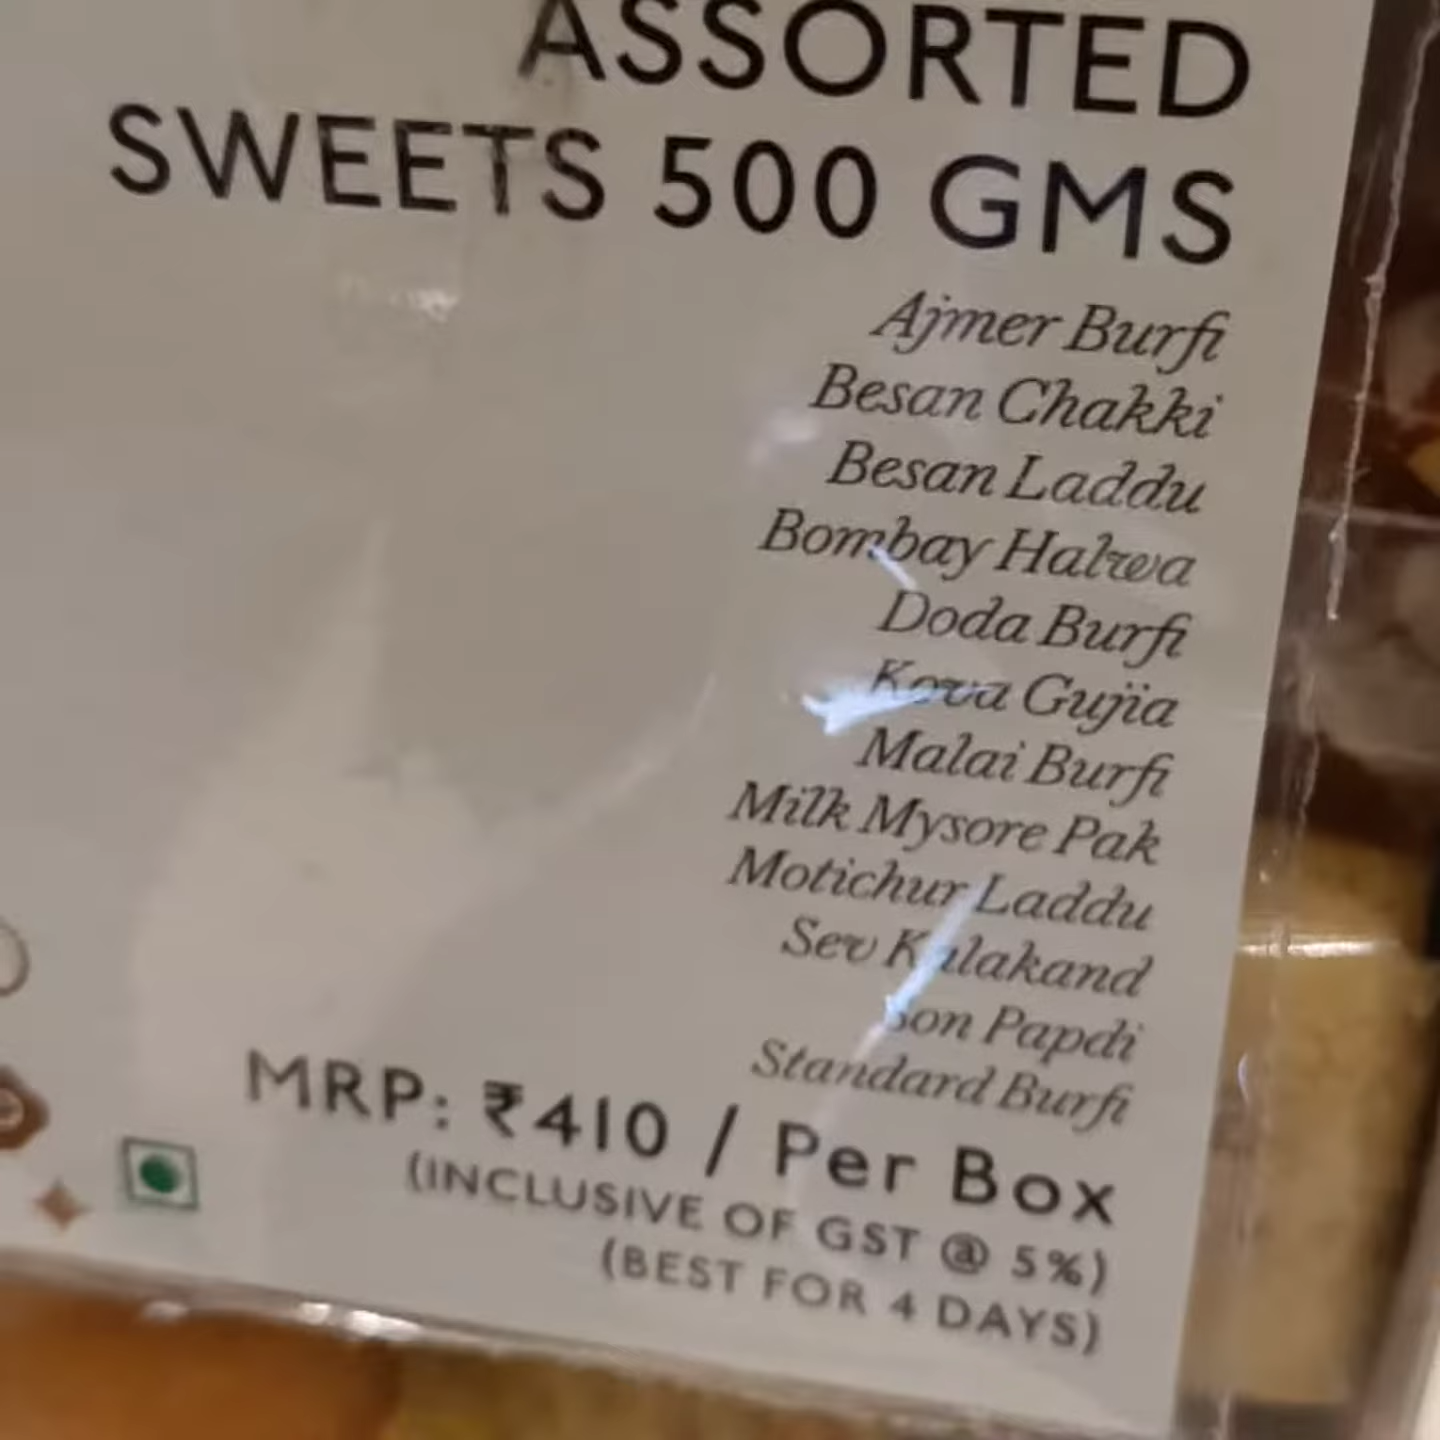 ASSORTED
SWEETS 500 GMS
Ajmer Burfi
Besan Chakki
Besan Laddu
Bombay Halwa
Doda Burfi
Kova Gujia
Malai Burfi
Milk Mysore Pak
Motichur Laddu
Sev Kalakand
Son Papdi
Standard Burfi
MRP: ₹410 / Per Box
(INCLUSIVE OF GST @ 5%)
(BEST FOR 4 DAYS)